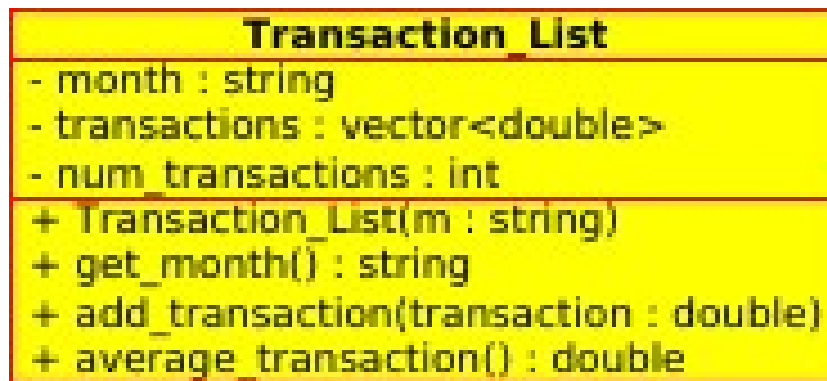 Transaction_List
- month : string
- transactions : vector<double>
- num_transactions : int
+ Transaction_List(m : string)
+ get_month() : string
+ add_transaction(transaction : double)
+ average_transaction() : double